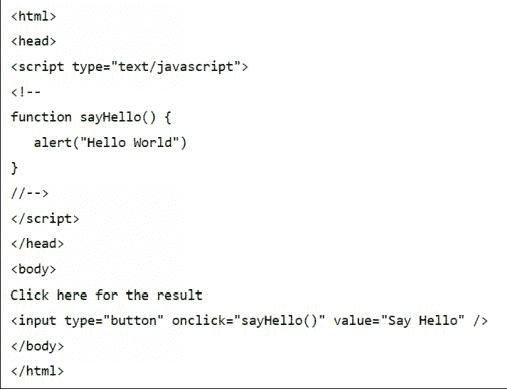 <html>
<head>
<script type="text/javascript">
<!--
function sayHello() {
   alert("Hello World")
}
//-->
</script>
</head>
<body>
Click here for the result
<input type="button" onclick="sayHello()" value="Say Hello" />
</body>
</html>